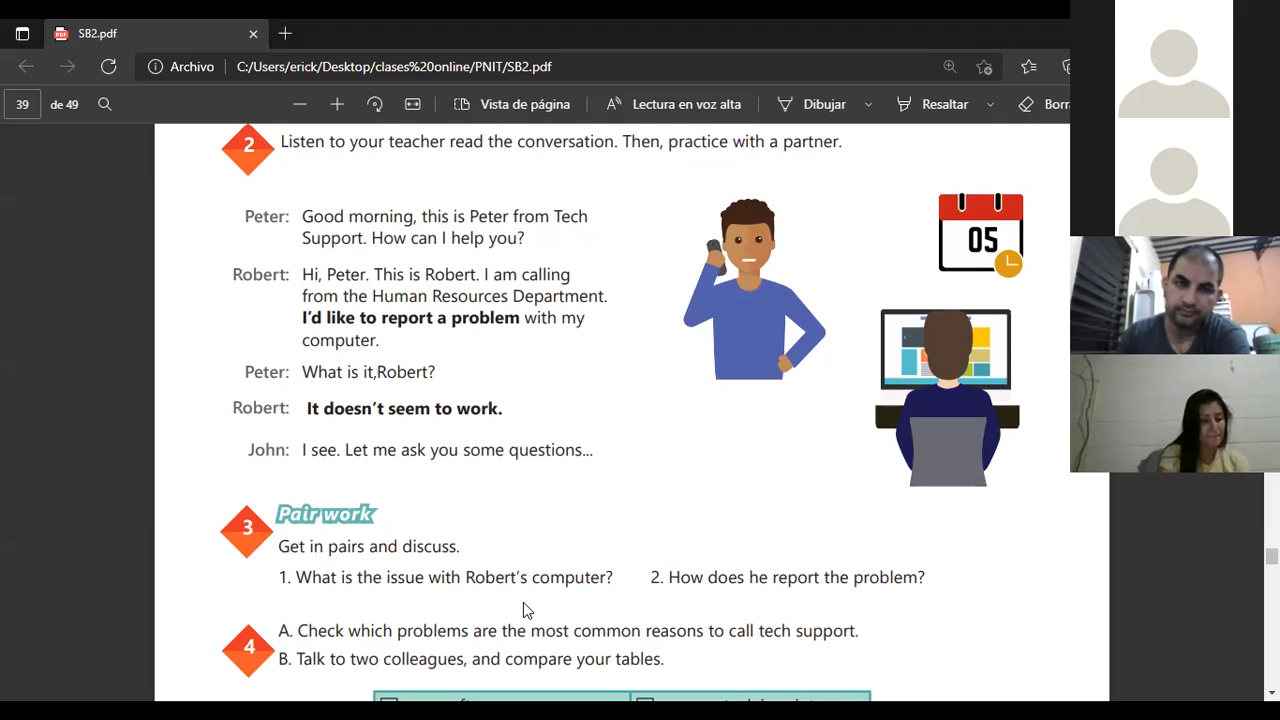 SB2.pdf
Archivo C:/Users/erick/Desktop/clases%20online/PNIT/SB2.pdf
39 de 49 Vista de página Lectura en voz alta Dibujar Resaltar Borra
2 Listen to your teacher read the conversation. Then, practice with a partner.
Peter: Good morning, this is Peter from Tech
Support. How can I help you?
Robert: Hi, Peter. This is Robert. I am calling
from the Human Resources Department.
I'd like to report a problem with my
computer.
Peter: What is it,Robert?
Robert: It doesn't seem to work.
John: I see. Let me ask you some questions...
05
3 Pair work
Get in pairs and discuss.
1. What is the issue with Robert's computer? 2. How does he report the problem?
4 A. Check which problems are the most common reasons to call tech support.
B. Talk to two colleagues, and compare your tables.